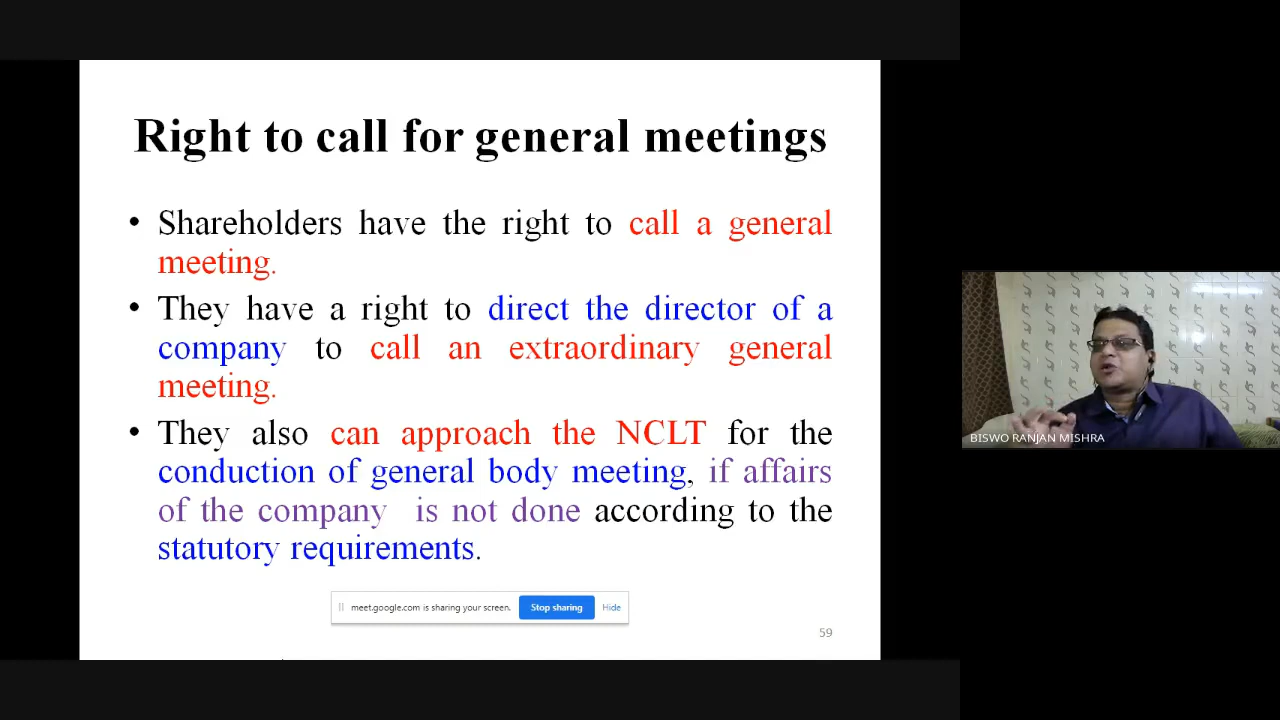 Right to call for general meetings
• Shareholders have the right to call a general
meeting.
• They have a right to direct the director of a
company to call an extraordinary general
meeting.
• They also can approach the NCLT for the
conduction of general body meeting, if affairs
of the company is not done according to the
statutory requirements.
meet.google.com is sharing your screen. Stop sharing Hide
59
BISWO RANJAN MISHRA